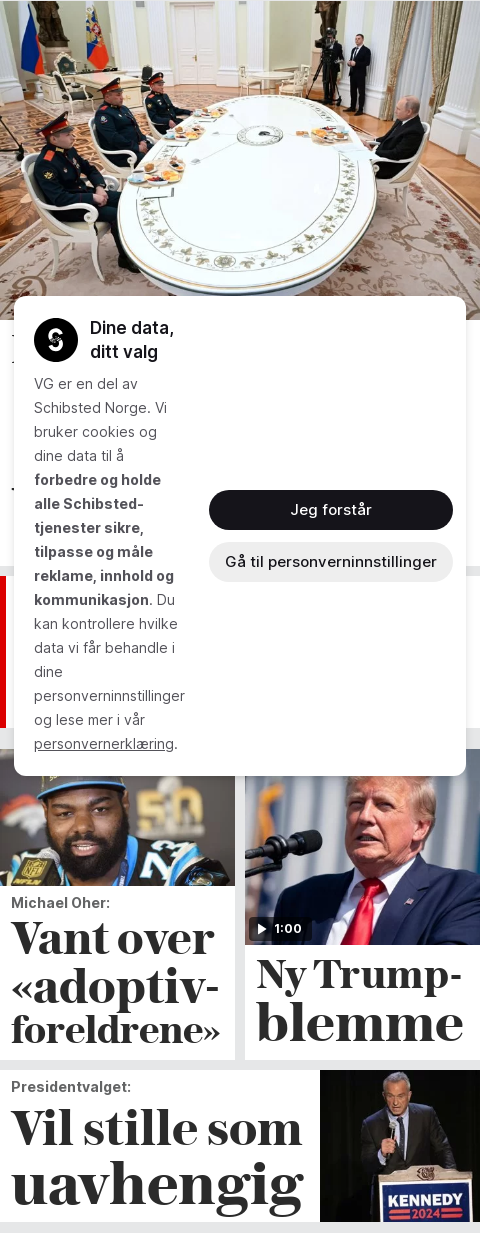 Dine data,
ditt valg
VG er en del av
Schibsted Norge. Vi
bruker cookies og
dine data til å
forbedre og holde
alle Schibsted-
tjenester sikre,
tilpasse og måle
reklame, innhold og
kommunikasjon. Du
kan kontrollere hvilke
data vi får behandle i
dine
personverninnstillinger
og lese mer i vår
personvernerklæring.
Jeg forstår
Gå til personverninnstillinger
50
NFL
73
Michael Oher:
Vant over
«adoptiv-
foreldrene»
1:00
Ny Trump-
blemme
Presidentvalget:
Vil stille som
uavhengig
KENNEDY
2024